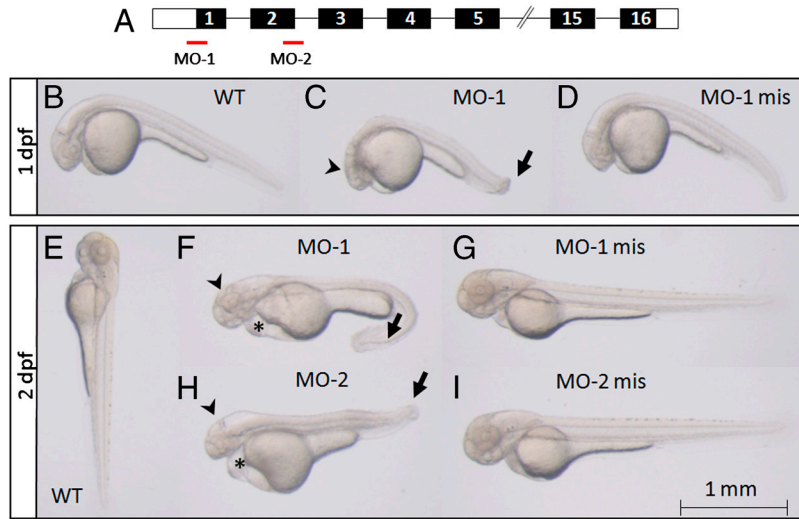 A 1 2 3 4 5 15 16
MO-1 MO-2
1 dpf
B WT C MO-1 D MO-1 mis
2 dpf
E F MO-1 G MO-1 mis
*
H MO-2 I MO-2 mis
*
WT
1 mm